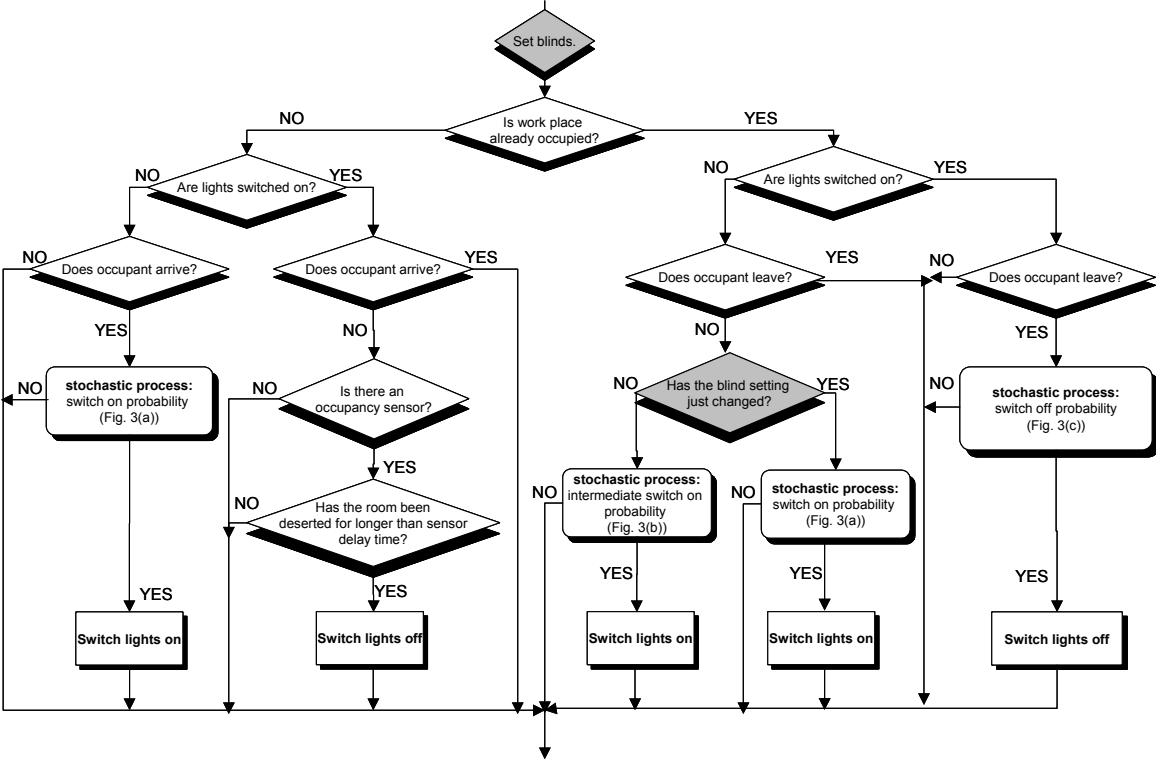 Set blinds.
NO
Is work place
already occupied?
YES
NO
Are lights switched on?
YES
NO
Are lights switched on?
YES
NO
Does occupant arrive?
Does occupant arrive?
YES
Does occupant leave?
YES
NO
Does occupant leave?
YES
NO
NO
YES
NO
stochastic process:
switch on probability
(Fig. 3(a))
NO
Is there an
occupancy sensor?
NO
Has the blind setting
just changed?
YES
NO
stochastic process:
switch off probability
(Fig. 3(c))
YES
NO
Has the room been
deserted for longer than sensor
delay time?
NO
stochastic process:
intermediate switch on
probability
(Fig. 3(b))
NO
stochastic process:
switch on probability
(Fig. 3(a))
YES
YES
YES
YES
YES
Switch lights on
Switch lights off
Switch lights on
Switch lights on
Switch lights off